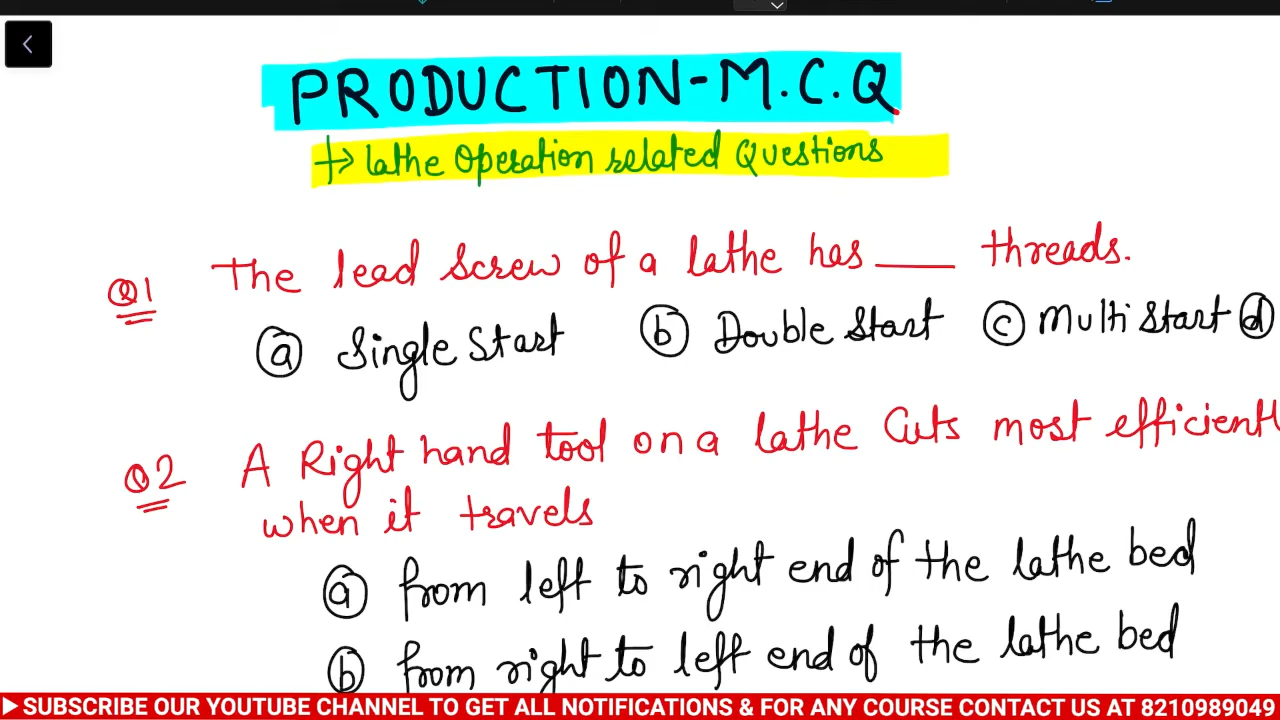 PRODUCTION-M.C.Q
→ lathe Operation related Questions
Q1 The lead screw of a lathe has ___ threads.
(a) Single Start (b) Double Start (c) Multi Start (d)
Q2 A Right hand tool on a lathe Cuts most efficientl
when it travels
(a) from left to right end of the lathe bed
(b) from right to left end of the lathe bed
▶ SUBSCRIBE OUR YOUTUBE CHANNEL TO GET ALL NOTIFICATIONS & FOR ANY COURSE CONTACT US AT 8210989049